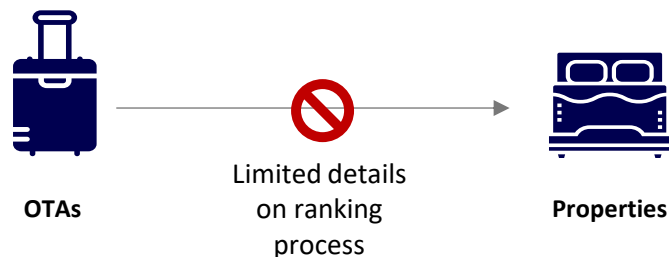 OTAs
Limited details
on ranking
process
Properties